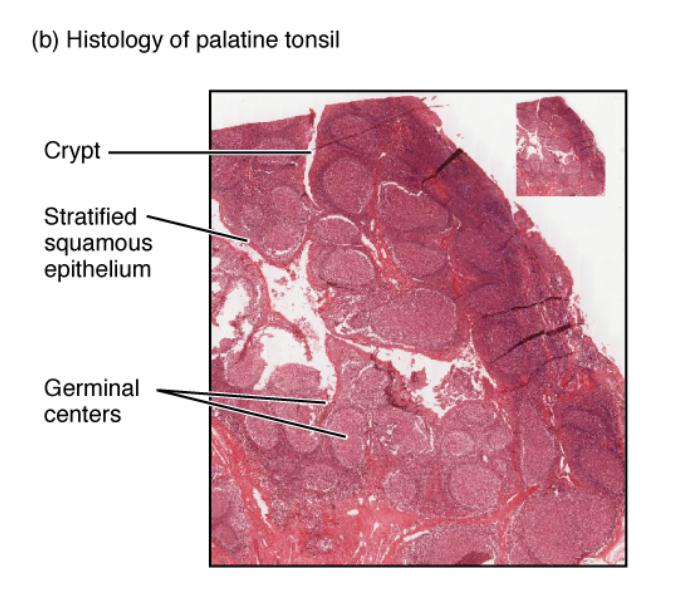 (b) Histology of palatine tonsil
Crypt
Stratified
squamous
epithelium
Germinal
centers